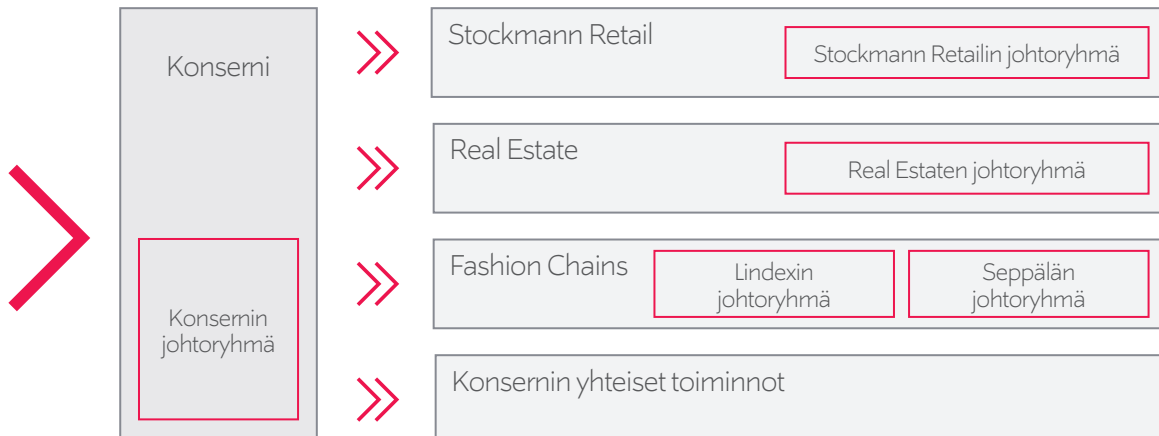 Konserni
Konsernin
johtoryhmä
Stockmann Retail
Stockmann Retailin johtoryhmä
Real Estate
Real Estaten johtoryhmä
Fashion Chains
Lindexin
johtoryhmä
Seppälän
johtoryhmä
Konsernin yhteiset toiminnot